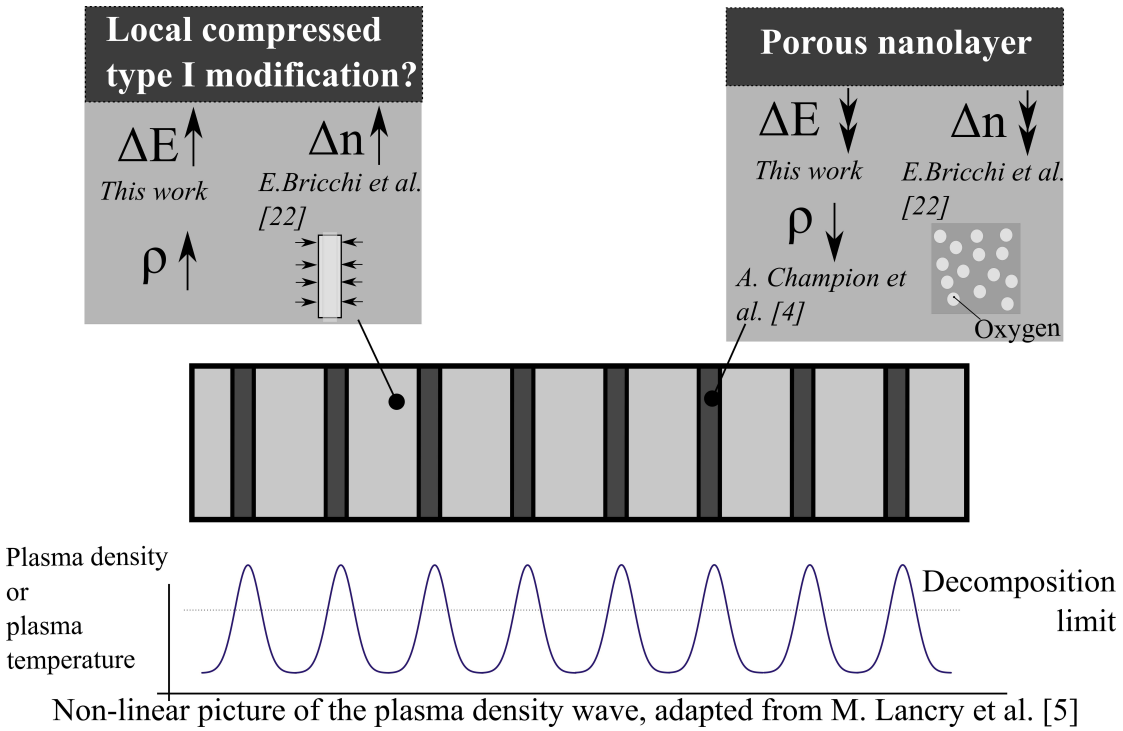 Local compressed
type I modification?
ΔE
Δn
This work
E.Bricchi et al.
[22]
ρ
Porous nanolayer
ΔE
Δn
This work
E.Bricchi et al.
[22]
ρ
A. Champion et
al. [4]
Oxygen
Plasma density
or
plasma
temperature
Decomposition
limit
Non-linear picture of the plasma density wave, adapted from M. Lancry et al. [5]